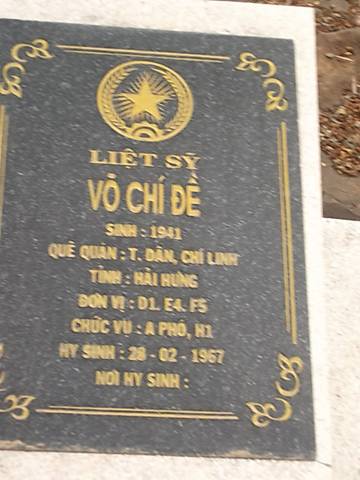 LIỆT SỸ
VÕ CHÍ ĐỀ
SINH : 1941
QUÊ QUÁN : T. DÂN, CHÍ LINH
TỈNH : HẢI HƯNG
ĐƠN VỊ : D1. E4. F5
CHỨC VỤ : A PHÓ, H1
HY SINH : 28 - 02 - 1967
NƠI HY SINH :